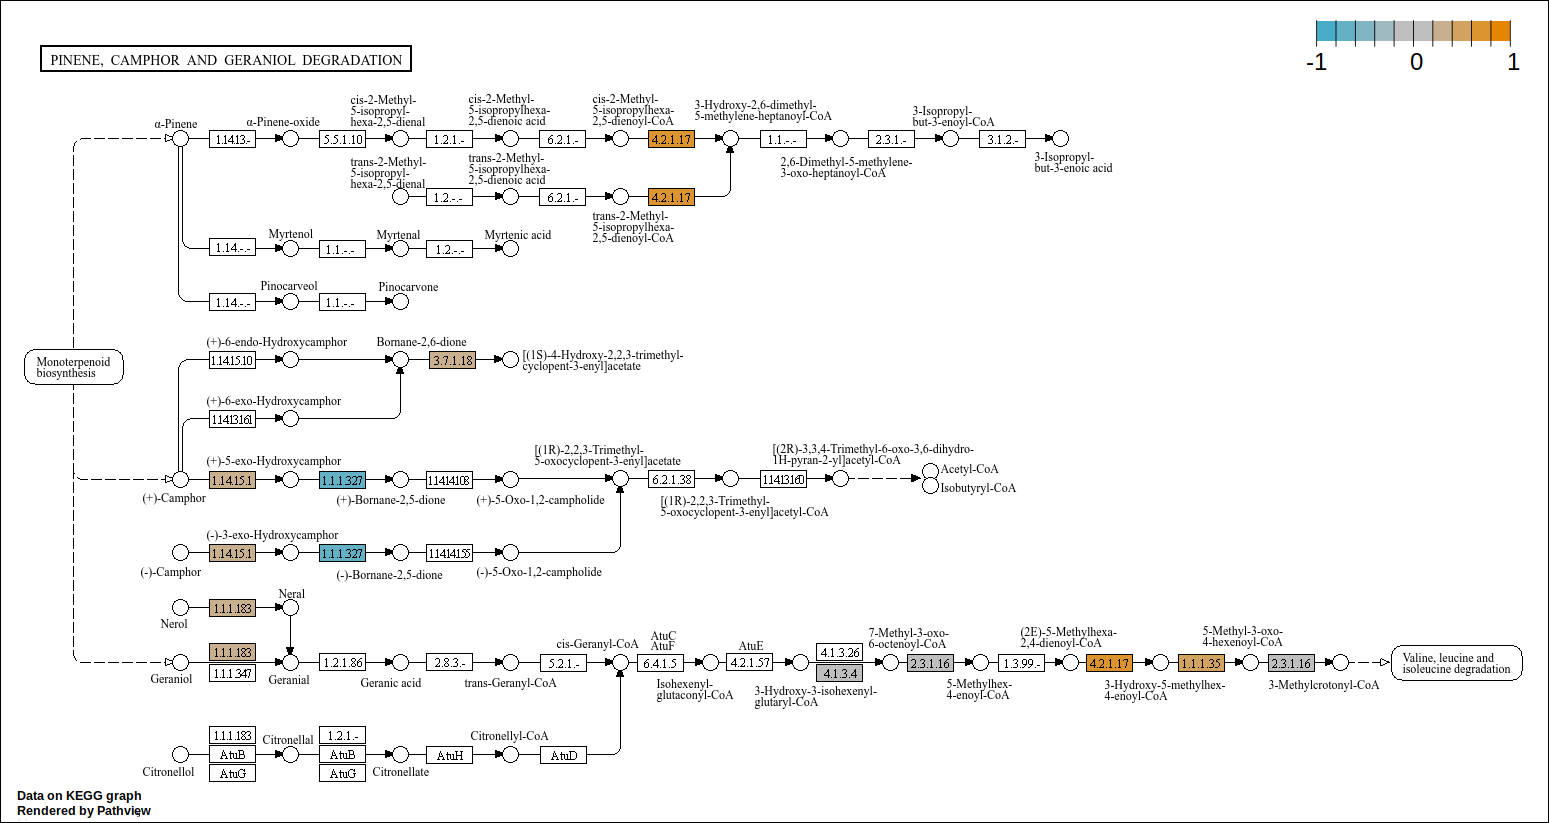 PINENE, CAMPHOR AND GERANIOL DEGRADATION
-1 0 1
α-Pinene
α-Pinene-oxide
cis-2-Methyl-
5-isopropyl-
hexa-2,5-dienal
cis-2-Methyl-
5-isopropylhexa-
2,5-dienoic acid
cis-2-Methyl-
5-isopropylhexa-
2,5-dienoyl-CoA
3-Hydroxy-2,6-dimethyl-
5-methylene-heptanoyl-CoA
3-Isopropyl-
but-3-enoyl-CoA
1.14.13.- 5.5.1.10 1.2.1.- 6.2.1.- 4.2.1.17 1.1.-.- 2.3.1.- 3.1.2.-
2,6-Dimethyl-5-methylene-
3-oxo-heptanoyl-CoA
3-Isopropyl-
but-3-enoic acid
trans-2-Methyl-
5-isopropyl-
hexa-2,5-dienal
trans-2-Methyl-
5-isopropylhexa-
2,5-dienoic acid
1.2.-.- 6.2.1.- 4.2.1.17
trans-2-Methyl-
5-isopropylhexa-
2,5-dienoyl-CoA
Myrtenol Myrtenal Myrtenic acid
1.14.-.- 1.1.-.- 1.2.-.-
Pinocarveol Pinocarvone
1.14.-.- 1.1.-.-
Monoterpenoid
biosynthesis
(+)-6-endo-Hydroxycamphor Bornane-2,6-dione
1.14.15.10 3.7.1.18
[(1S)-4-Hydroxy-2,2,3-trimethyl-
cyclopent-3-enyl]acetate
(+)-6-exo-Hydroxycamphor
1.14.13.161
(+)-5-exo-Hydroxycamphor
[(1R)-2,2,3-Trimethyl-
5-oxocyclopent-3-enyl]acetate
[(2R)-3,3,4-Trimethyl-6-oxo-3,6-dihydro-
1H-pyran-2-yl]acetyl-CoA
1.14.15.1 1.1.1.327 1.14.14.108 6.2.1.38 1.14.13.160
Acetyl-CoA
Isobutyryl-CoA
(+)-Camphor (+)-Bornane-2,5-dione (+)-5-Oxo-1,2-campholide
[(1R)-2,2,3-Trimethyl-
5-oxocyclopent-3-enyl]acetyl-CoA
(-)-3-exo-Hydroxycamphor
1.14.15.1 1.1.1.327 1.14.14.155
(-)-Camphor (-)-Bornane-2,5-dione (-)-5-Oxo-1,2-campholide
Neral
1.1.1.183
Nerol
1.1.1.183
1.1.1.347
Geraniol Geranial
1.2.1.86 2.8.3.- 5.2.1.- 6.4.1.5 4.2.1.57
Geranic acid trans-Geranyl-CoA
cis-Geranyl-CoA
AtuC
AtuF
AtuE
Isohexenyl-
glutaconyl-CoA
4.1.3.26
4.1.3.4
3-Hydroxy-3-isohexenyl-
glutaryl-CoA
7-Methyl-3-oxo-
6-octenoyl-CoA
2.3.1.16
5-Methylhex-
4-enoyl-CoA
1.3.99.-
(2E)-5-Methylhexa-
2,4-dienoyl-CoA
4.2.1.17
3-Hydroxy-5-methylhex-
4-enoyl-CoA
1.1.1.35
5-Methyl-3-oxo-
4-hexenoyl-CoA
2.3.1.16
3-Methylcrotonyl-CoA
Valine, leucine and
isoleucine degradation
1.1.1.183 1.2.1.-
AtuB AtuB AtuH AtuD
AtuG AtuG
Citronellol Citronellal Citronellate Citronellyl-CoA
Data on KEGG graph
Rendered by Pathview